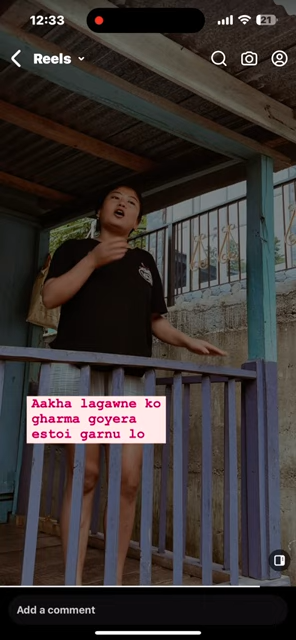 12:33
21
Reels
Aakha lagawne ko
gharma goyera
estoi garnu lo
Add a comment